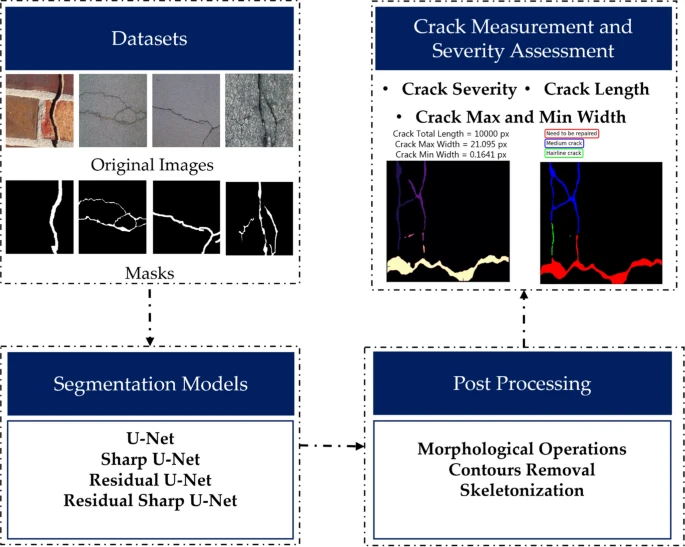 Datasets
Original Images
Masks
Segmentation Models
U-Net
Sharp U-Net
Residual U-Net
Residual Sharp U-Net
Post Processing
Morphological Operations
Contours Removal
Skeletonization
Crack Measurement and
Severity Assessment
• Crack Severity • Crack Length
• Crack Max and Min Width
Crack Total Length = 10000 px
Crack Max Width = 21.095 px
Crack Min Width = 0.1641 px
Need to be repaired
Medium crack
Hairline crack